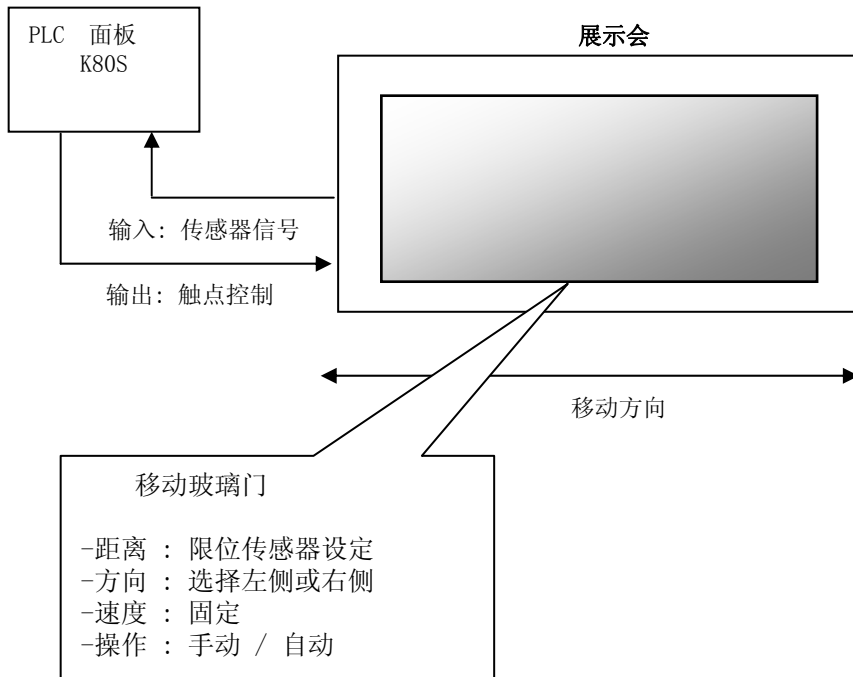 PLC 面板
K80S
展示会
输入: 传感器信号
输出: 触点控制
移动方向
移动玻璃门
-距离 : 限位传感器设定
-方向 : 选择左侧或右侧
-速度 : 固定
-操作 : 手动 / 自动